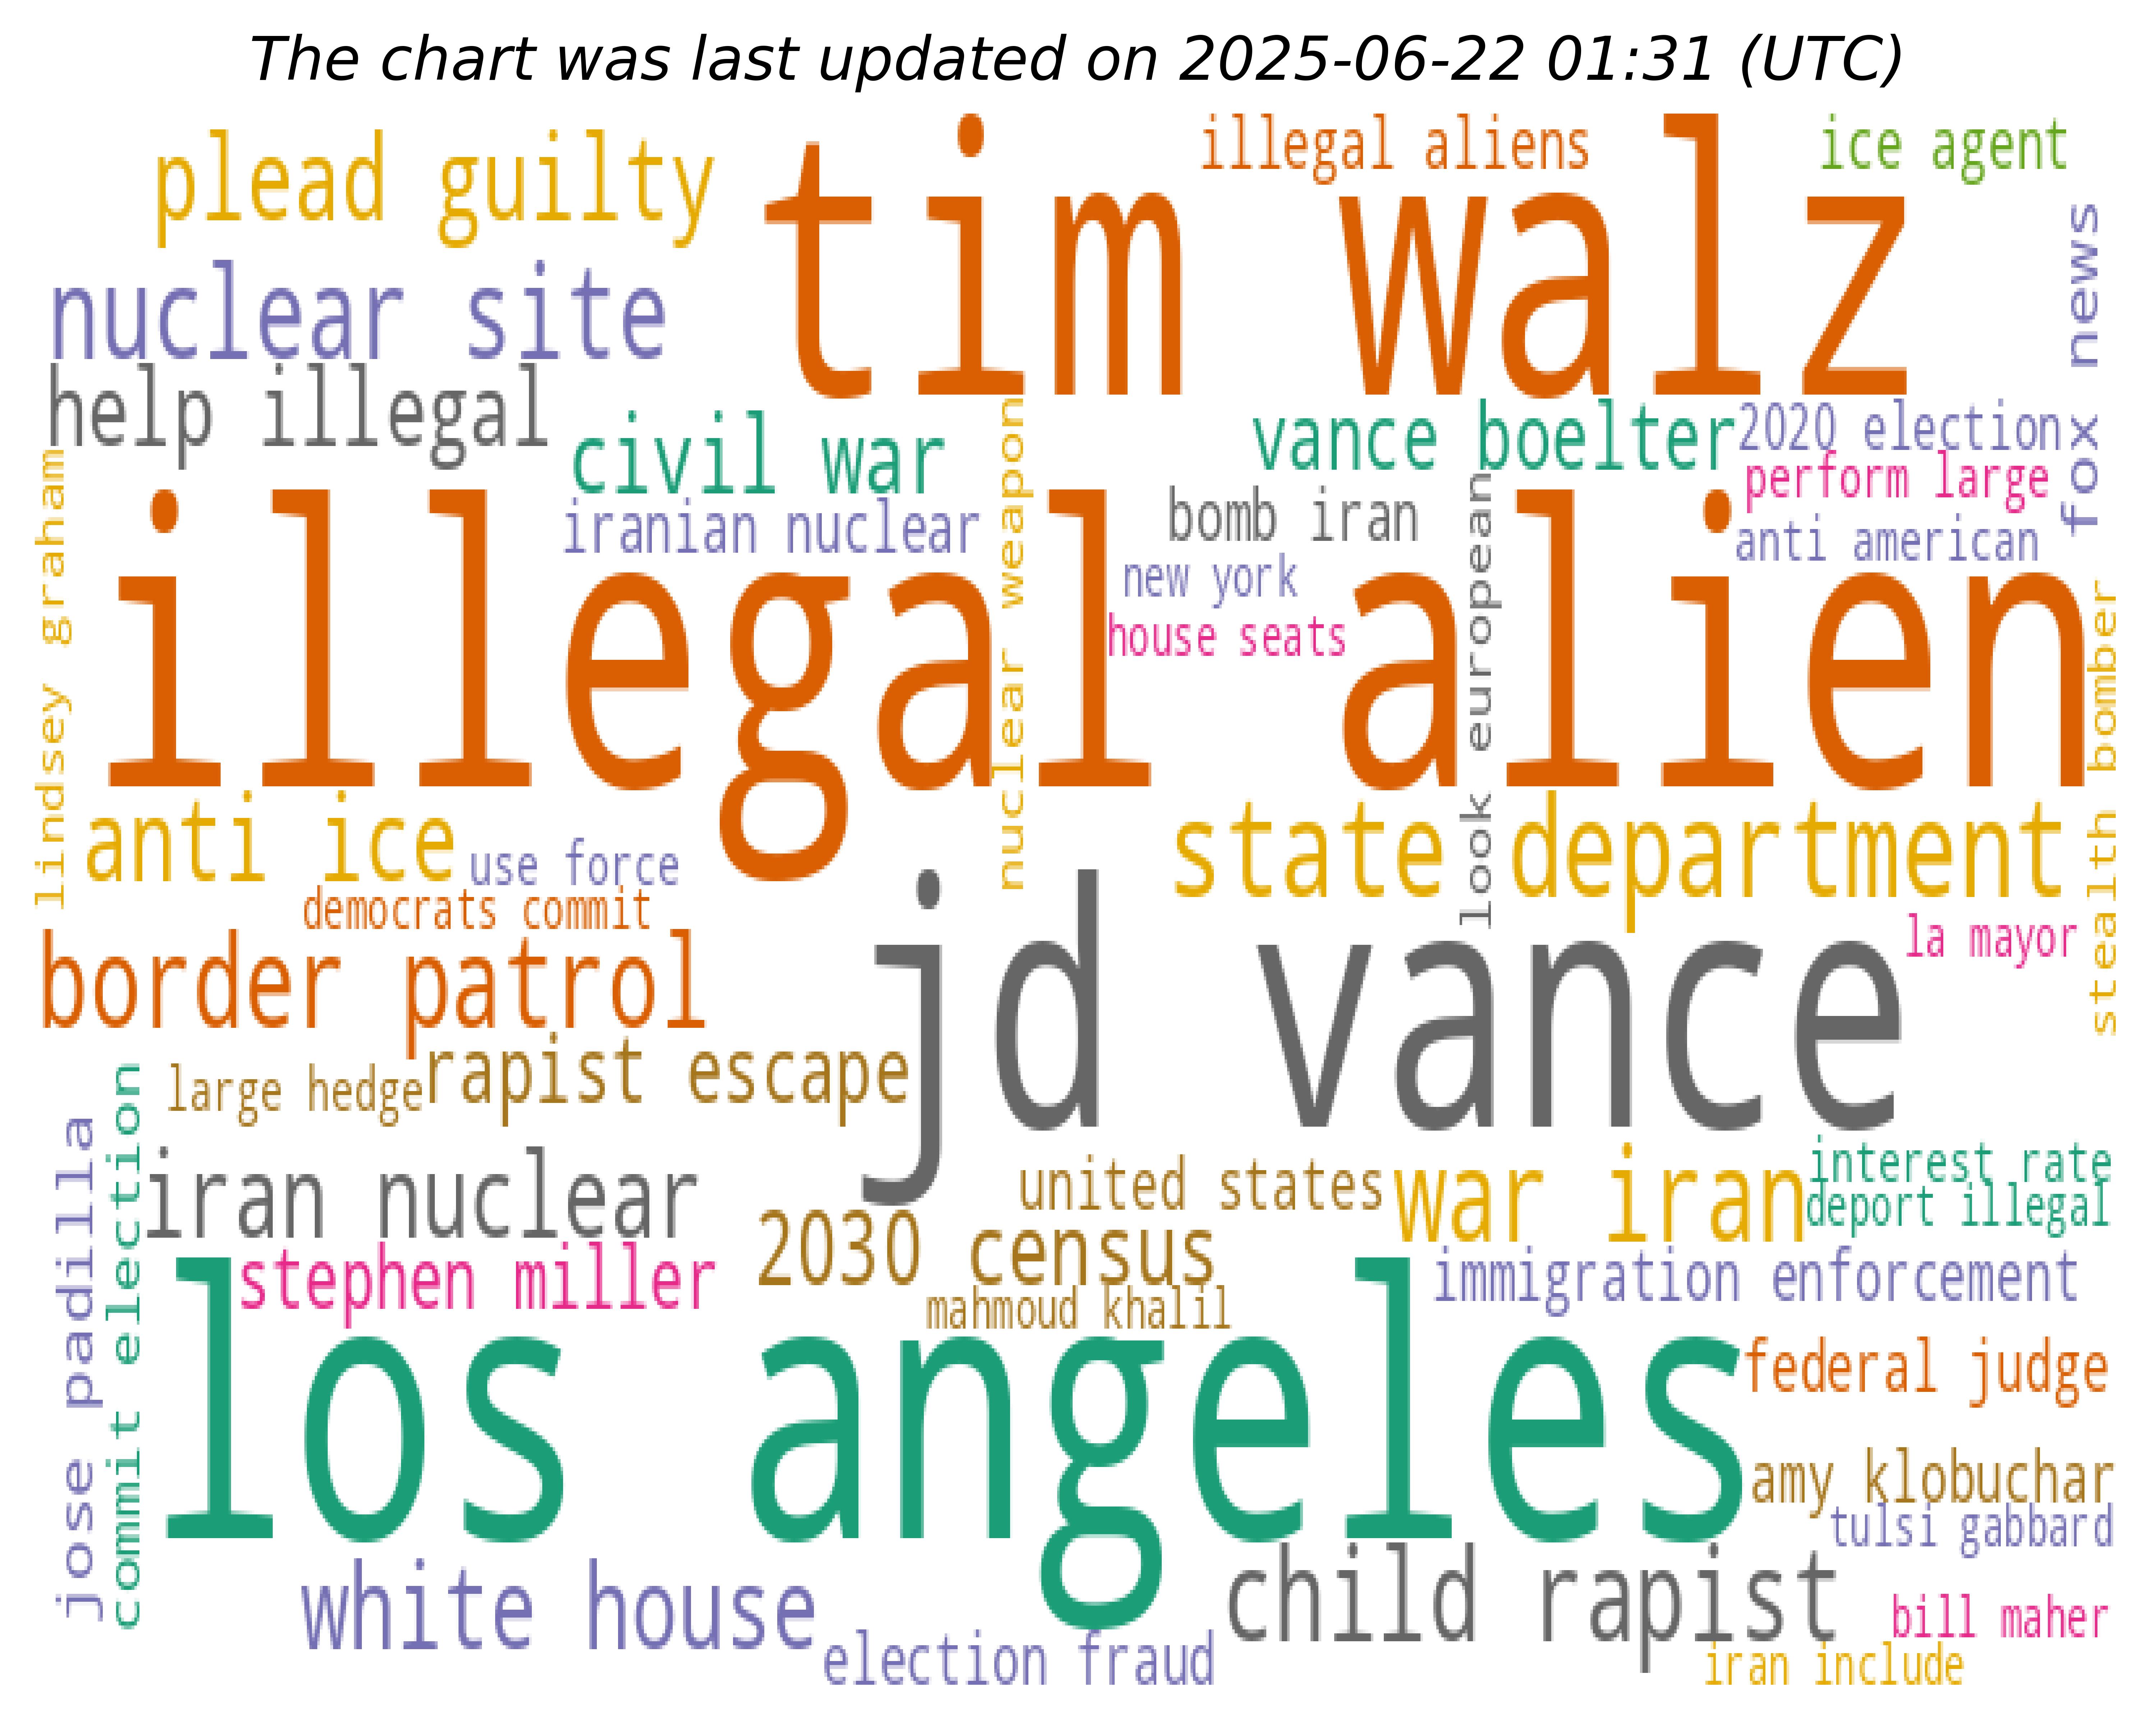 The chart was last updated on 2025-06-22 01:31 (UTC)
plead guilty
tim walz
illegal aliens
ice agent
fox news
nuclear site
help illegal
civil war
vance boelter
2020 election
perform large
lindsey graham
iranian nuclear
nuclear weapon
bomb iran
look european
anti american
new york
house seats
illegal alien
stealth bomber
anti ice
use force
state department
democrats commit
la mayor
border patrol
jd vance
rapist escape
large hedge
jose padilla
commit election
iran nuclear
united states
war iran
interest rate
deport illegal
2030 census
stephen miller
immigration enforcement
mahmoud khalil
los angeles
federal judge
amy klobuchar
tulsi gabbard
white house
child rapist
bill maher
election fraud
iran include